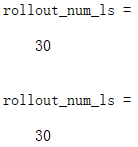 rollout_num_ls =
30
rollout_num_ls =
30